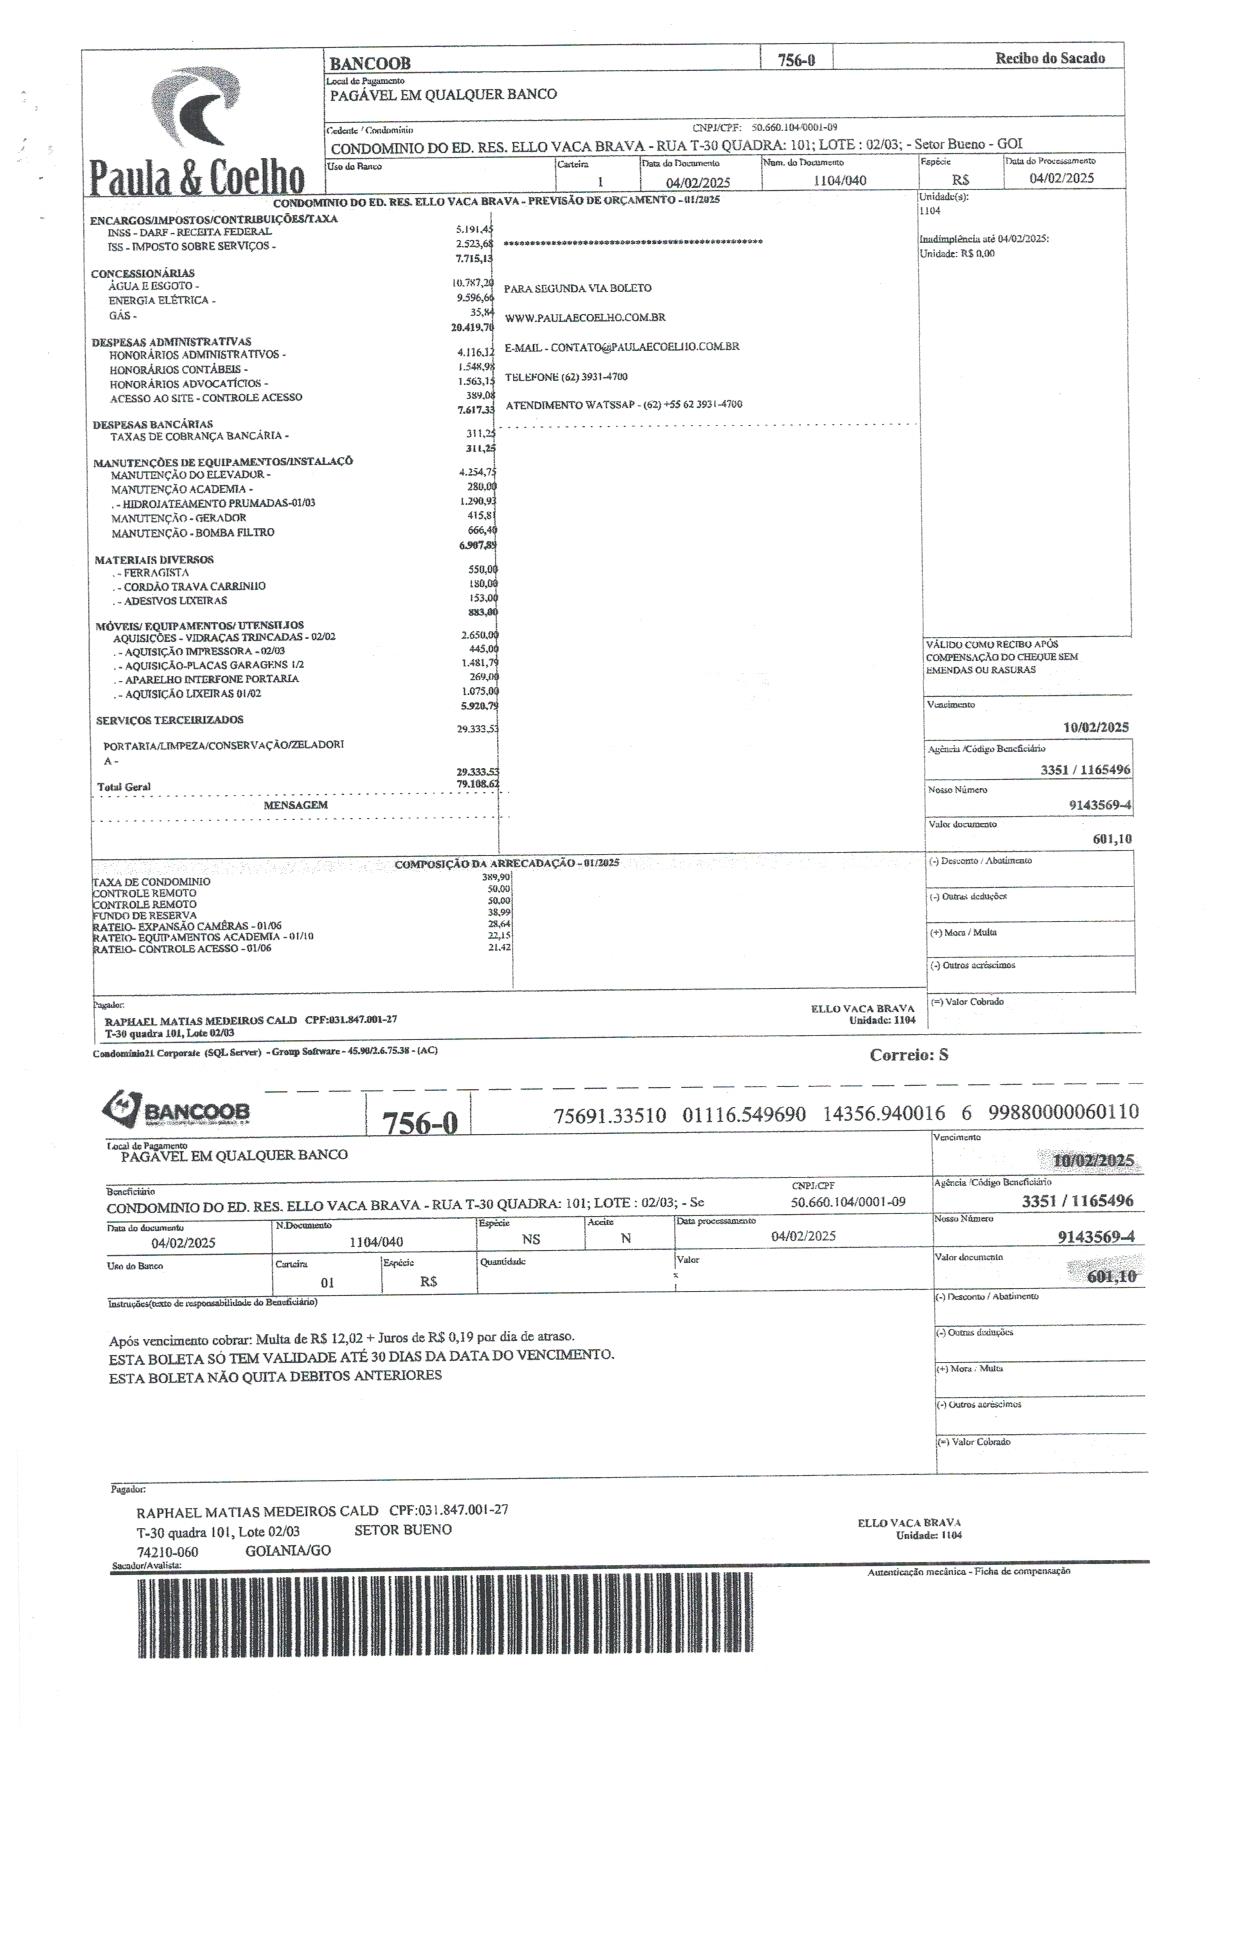 BANCOOB
756-0
Recibo do Sacado
Local de Pagamento
PAGÁVEL EM QUALQUER BANCO
Cedente / Condomínio
CNPJ/CPF: 50.660.104/0001-09
CONDOMINIO DO ED. RES. ELLO VACA BRAVA - RUA T-30 QUADRA: 101; LOTE : 02/03; - Setor Bueno - GOI
Paula & Coelho
Uso do Banco
Carteira
1
Data do Documento
04/02/2025
Num. do Documento
1104/040
Espécie
R$
Data do Processamento
04/02/2025
CONDOMÍNIO DO ED. RES. ELLO VACA BRAVA - PREVISÃO DE ORÇAMENTO - 01/2025
Unidade(s):
1104
Inadimplência até 04/02/2025:
Unidade: R$ 0,00
ENCARGOS/IMPOSTOS/CONTRIBUIÇÕES/TAXA
INSS - DARF - RECEITA FEDERAL 5.191,45
ISS - IMPOSTO SOBRE SERVIÇOS - 2.523,68
7.715,13
CONCESSIONÁRIAS
ÁGUA E ESGOTO - 10.787,20
ENERGIA ELÉTRICA - 9.596,66
GÁS - 35,84
20.419,70
DESPESAS ADMINISTRATIVAS
HONORÁRIOS ADMINISTRATIVOS - 4.116,12
HONORÁRIOS CONTÁBEIS - 1.548,98
HONORÁRIOS ADVOCATÍCIOS - 1.563,15
ACESSO AO SITE - CONTROLE ACESSO 389,08
7.617,33
DESPESAS BANCÁRIAS
TAXAS DE COBRANÇA BANCÁRIA - 311,25
311,25
MANUTENÇÕES DE EQUIPAMENTOS/INSTALAÇÕ
MANUTENÇÃO DO ELEVADOR - 4.254,75
MANUTENÇÃO ACADEMIA - 280,00
. - HIDROJATEAMENTO PRUMADAS-01/03 1.290,93
MANUTENÇÃO - GERADOR 415,81
MANUTENÇÃO - BOMBA FILTRO 666,40
6.907,89
MATERIAIS DIVERSOS
. - FERRAGISTA 550,00
. - CORDÃO TRAVA CARRINHO 180,00
. - ADESIVOS LIXEIRAS 153,00
883,00
MÓVEIS/ EQUIPAMENTOS/ UTENSILIOS
AQUISIÇÕES - VIDRAÇAS TRINCADAS - 02/02 2.650,00
. - AQUISIÇÃO IMPRESSORA - 02/03 445,00
. - AQUISIÇÃO-PLACAS GARAGENS 1/2 1.481,79
. - APARELHO INTERFONE PORTARIA 269,00
. - AQUISIÇÃO LIXEIRAS 01/02 1.075,00
5.920,79
SERVIÇOS TERCEIRIZADOS
29.333,53
PORTARIA/LIMPEZA/CONSERVAÇÃO/ZELADORI
A -
29.333,53
Total Geral 79.108,62
MENSAGEM
************************************************
PARA SEGUNDA VIA BOLETO
WWW.PAULAECOELHO.COM.BR
E-MAIL - CONTATO@PAULAECOELHO.COM.BR
TELEFONE (62) 3931-4700
ATENDIMENTO WATSSAP - (62) +55 62 3931-4700
VÁLIDO COMO RECIBO APÓS
COMPENSAÇÃO DO CHEQUE SEM
EMENDAS OU RASURAS
Vencimento
10/02/2025
Agência /Código Beneficiário
3351 / 1165496
Nosso Número
9143569-4
Valor documento
601,10
COMPOSIÇÃO DA ARRECADAÇÃO - 01/2025
TAXA DE CONDOMINIO 389,90
CONTROLE REMOTO 50,00
CONTROLE REMOTO 50,00
FUNDO DE RESERVA 38,99
RATEIO- EXPANSÃO CAMÊRAS - 01/06 28,64
RATEIO- EQUIPAMENTOS ACADEMIA - 01/10 22,15
RATEIO- CONTROLE ACESSO - 01/06 21,42
(-) Desconto / Abatimento
(-) Outras deduções
(+) Mora / Multa
(-) Outros acréscimos
(=) Valor Cobrado
Pagador:
RAPHAEL MATIAS MEDEIROS CALD CPF:031.847.001-27
T-30 quadra 101, Lote 02/03
ELLO VACA BRAVA
Unidade: 1104
Condomínio21 Corporate (SQL Server) - Group Software - 45.90/2.6.75.38 - (AC)
Correio: S
BANCOOB
756-0
75691.33510 01116.549690 14356.940016 6 99880000060110
Local de Pagamento
PAGÁVEL EM QUALQUER BANCO
Vencimento
10/02/2025
Beneficiário
CNPJ/CPF
CONDOMINIO DO ED. RES. ELLO VACA BRAVA - RUA T-30 QUADRA: 101; LOTE : 02/03; - Se 50.660.104/0001-09
Agência /Código Beneficiário
3351 / 1165496
Data do documento
04/02/2025
N.Documento
1104/040
Espécie
NS
Aceite
N
Data processamento
04/02/2025
Nosso Número
9143569-4
Uso do Banco
Carteira
01
Espécie
R$
Quantidade
Valor
x
Valor documento
601,10
Instruções(texto de responsabilidade do Beneficiário)
Após vencimento cobrar: Multa de R$ 12,02 + Juros de R$ 0,19 por dia de atraso.
ESTA BOLETA SÓ TEM VALIDADE ATÉ 30 DIAS DA DATA DO VENCIMENTO.
ESTA BOLETA NÃO QUITA DEBITOS ANTERIORES
(-) Desconto / Abatimento
(-) Outras deduções
(+) Mora / Multa
(-) Outros acréscimos
(=) Valor Cobrado
Pagador:
RAPHAEL MATIAS MEDEIROS CALD CPF:031.847.001-27
T-30 quadra 101, Lote 02/03 SETOR BUENO
74210-060 GOIANIA/GO
ELLO VACA BRAVA
Unidade: 1104
Sacador/Avalista:
Autenticação mecânica - Ficha de compensação